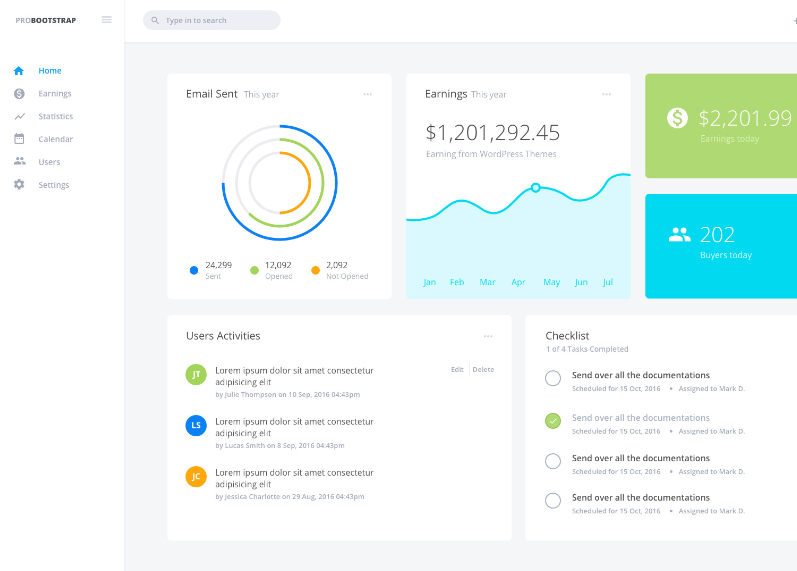 PROBOOTSTRAP
Type in to search
Home
Earnings
Statistics
Calendar
Users
Settings
Email Sent This year
24,299
Sent
12,092
Opened
2,092
Not Opened
Earnings This year
$1,201,292.45
Earning from WordPress Themes
Jan Feb Mar Apr May Jun Jul
$2,201.99
Earnings today
202
Buyers today
Users Activities
JT
Lorem ipsum dolor sit amet consectetur
adipisicing elit
by Julie Thompson on 10 Sep, 2016 04:43pm
Edit Delete
LS
Lorem ipsum dolor sit amet consectetur
adipisicing elit
by Lucas Smith on 8 Sep, 2016 04:43pm
JC
Lorem ipsum dolor sit amet consectetur
adipisicing elit
by Jessica Charlotte on 29 Aug, 2016 04:43pm
Checklist
1 of 4 Tasks Completed
Send over all the documentations
Scheduled for 15 Oct, 2016 • Assigned to Mark D.
Send over all the documentations
Scheduled for 15 Oct, 2016 • Assigned to Mark D.
Send over all the documentations
Scheduled for 15 Oct, 2016 • Assigned to Mark D.
Send over all the documentations
Scheduled for 15 Oct, 2016 • Assigned to Mark D.